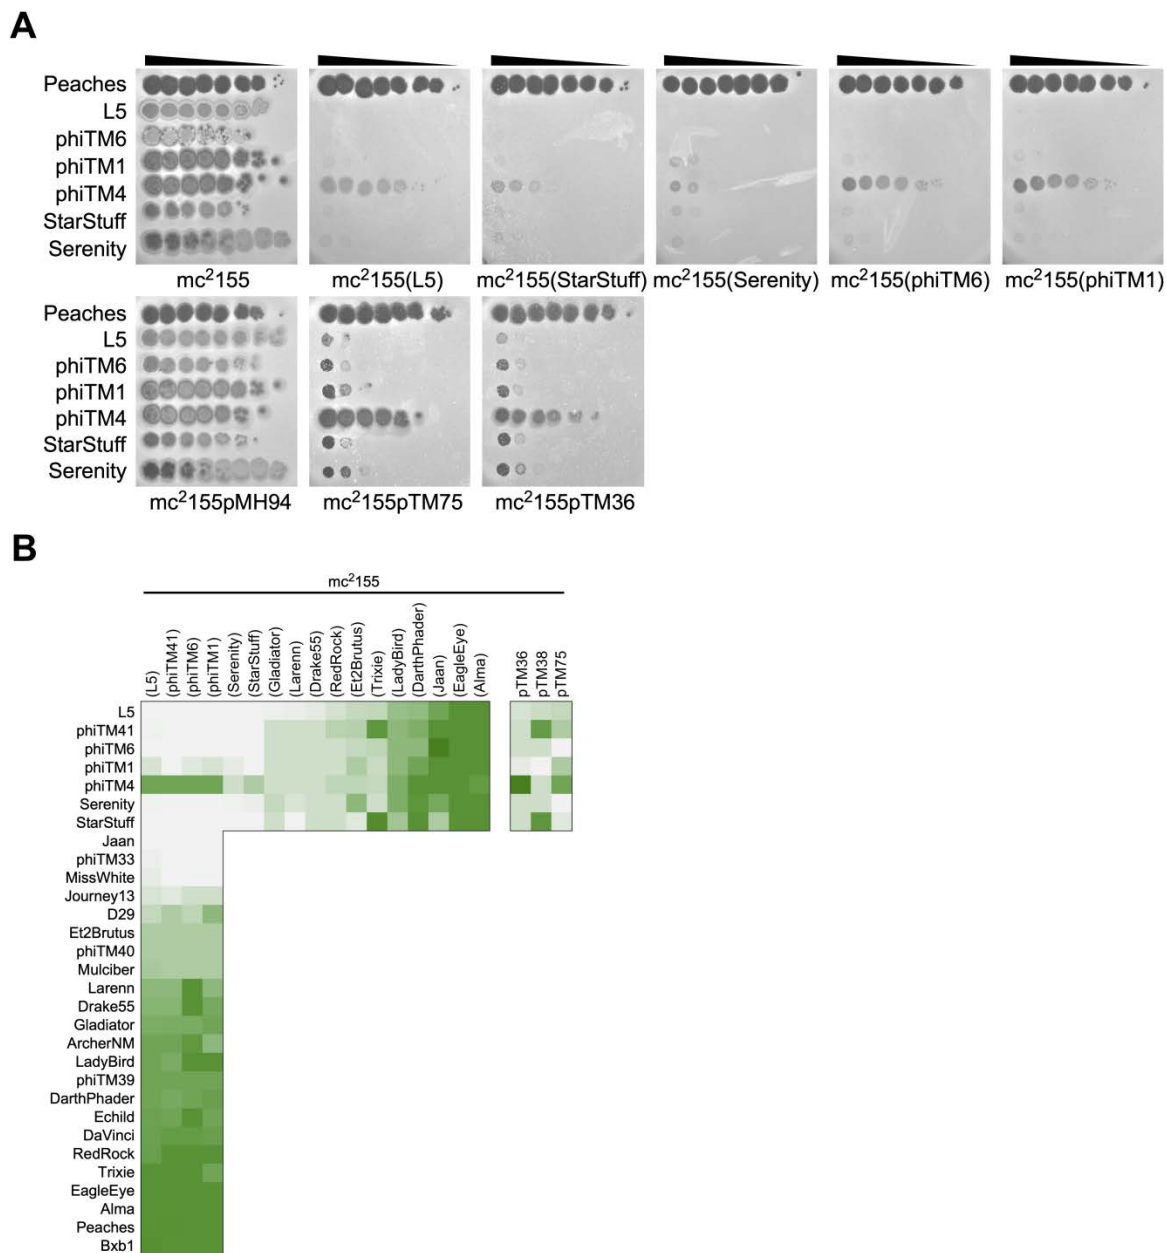 A
Peaches
L5
phiTM6
phiTM1
phiTM4
StarStuff
Serenity
mc²155 mc²155(L5) mc²155(StarStuff) mc²155(Serenity) mc²155(phiTM6) mc²155(phiTM1)
Peaches
L5
phiTM6
phiTM1
phiTM4
StarStuff
Serenity
mc²155pMH94 mc²155pTM75 mc²155pTM36
B
mc²155
(L5) (phiTM41) (phiTM6) (phiTM1) (Serenity) (StarStuff) (Gladiator) (Larenn) (Drake55) (RedRock) (Et2Brutus) (Trixie) (LadyBird) (DarthPhader) (Jaan) (EagleEye) (Alma) pTM36 pTM38 pTM75
L5
phiTM41
phiTM6
phiTM1
phiTM4
Serenity
StarStuff
Jaan
phiTM33
MissWhite
Journey13
D29
Et2Brutus
phiTM40
Mulciber
Larenn
Drake55
Gladiator
ArcherNM
LadyBird
phiTM39
DarthPhader
Echild
DaVinci
RedRock
Trixie
EagleEye
Alma
Peaches
Bxb1